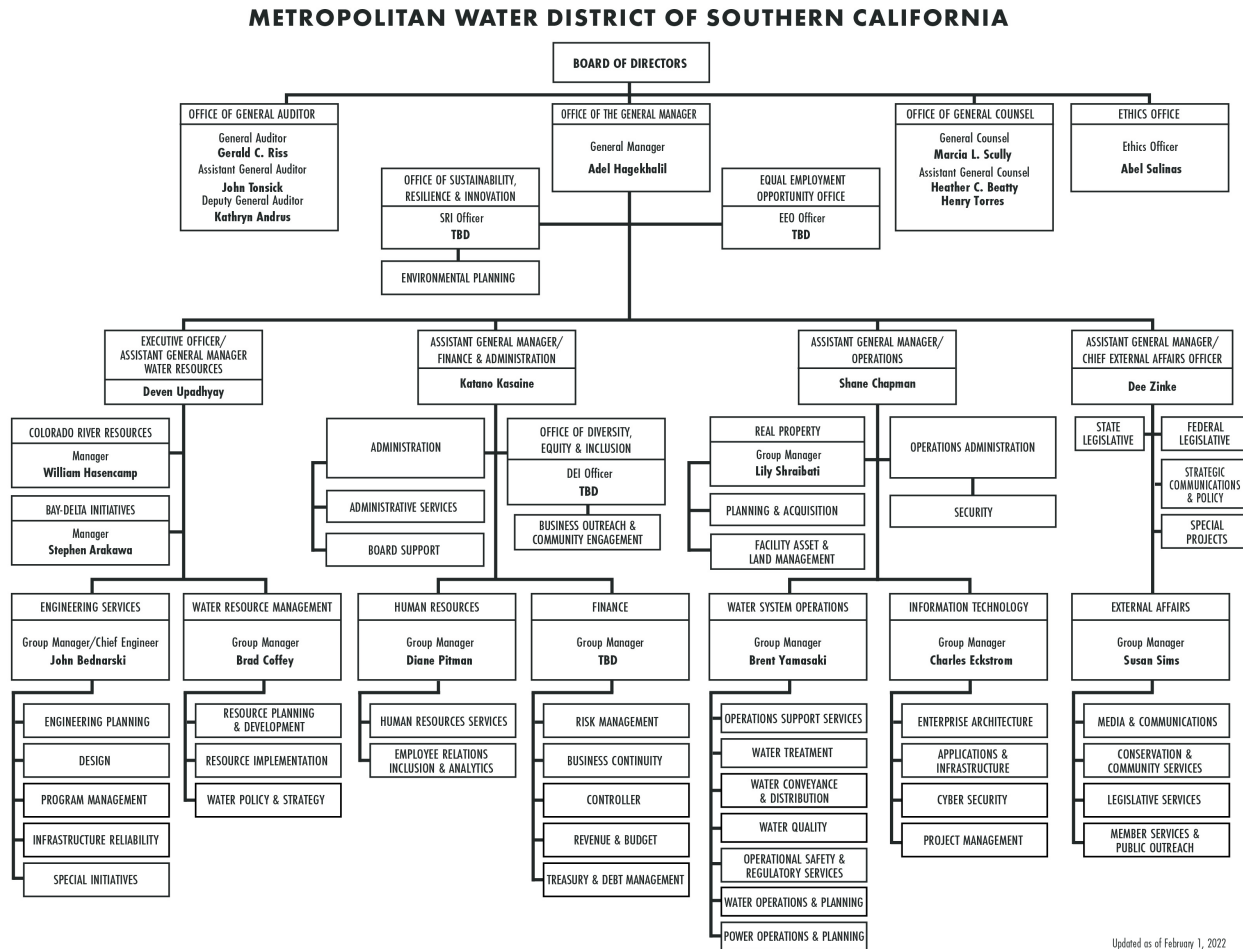 METROPOLITAN WATER DISTRICT OF SOUTHERN CALIFORNIA
BOARD OF DIRECTORS
OFFICE OF GENERAL AUDITOR
General Auditor
Gerald C. Riss
Assistant General Auditor
John Tonsick
Deputy General Auditor
Kathryn Andrus
OFFICE OF THE GENERAL MANAGER
General Manager
Adel Hagekhalil
OFFICE OF GENERAL COUNSEL
General Counsel
Marcia L. Scully
Assistant General Counsel
Heather C. Beatty
Henry Torres
ETHICS OFFICE
Ethics Officer
Abel Salinas
OFFICE OF SUSTAINABILITY,
RESILIENCE & INNOVATION
SRI Officer
TBD
ENVIRONMENTAL PLANNING
EQUAL EMPLOYMENT
OPPORTUNITY OFFICE
EEO Officer
TBD
EXECUTIVE OFFICER/
ASSISTANT GENERAL MANAGER
WATER RESOURCES
Deven Upadhyay
ASSISTANT GENERAL MANAGER/
FINANCE & ADMINISTRATION
Katano Kasaine
ASSISTANT GENERAL MANAGER/
OPERATIONS
Shane Chapman
ASSISTANT GENERAL MANAGER/
CHIEF EXTERNAL AFFAIRS OFFICER
Dee Zinke
COLORADO RIVER RESOURCES
Manager
William Hasencamp
BAY-DELTA INITIATIVES
Manager
Stephen Arakawa
ADMINISTRATION
ADMINISTRATIVE SERVICES
BOARD SUPPORT
OFFICE OF DIVERSITY,
EQUITY & INCLUSION
DEI Officer
TBD
BUSINESS OUTREACH &
COMMUNITY ENGAGEMENT
REAL PROPERTY
Group Manager
Lily Shraibati
PLANNING & ACQUISITION
FACILITY ASSET &
LAND MANAGEMENT
OPERATIONS ADMINISTRATION
SECURITY
STATE
LEGISLATIVE
FEDERAL
LEGISLATIVE
STRATEGIC
COMMUNICATIONS
& POLICY
SPECIAL
PROJECTS
ENGINEERING SERVICES
Group Manager/Chief Engineer
John Bednarski
ENGINEERING PLANNING
DESIGN
PROGRAM MANAGEMENT
INFRASTRUCTURE RELIABILITY
SPECIAL INITIATIVES
WATER RESOURCE MANAGEMENT
Group Manager
Brad Coffey
RESOURCE PLANNING
& DEVELOPMENT
RESOURCE IMPLEMENTATION
WATER POLICY & STRATEGY
HUMAN RESOURCES
Group Manager
Diane Pitman
HUMAN RESOURCES SERVICES
EMPLOYEE RELATIONS
INCLUSION & ANALYTICS
FINANCE
Group Manager
TBD
RISK MANAGEMENT
BUSINESS CONTINUITY
CONTROLLER
REVENUE & BUDGET
TREASURY & DEBT MANAGEMENT
WATER SYSTEM OPERATIONS
Group Manager
Brent Yamasaki
OPERATIONS SUPPORT SERVICES
WATER TREATMENT
WATER CONVEYANCE
& DISTRIBUTION
WATER QUALITY
OPERATIONAL SAFETY &
REGULATORY SERVICES
WATER OPERATIONS & PLANNING
POWER OPERATIONS & PLANNING
INFORMATION TECHNOLOGY
Group Manager
Charles Eckstrom
ENTERPRISE ARCHITECTURE
APPLICATIONS &
INFRASTRUCTURE
CYBER SECURITY
PROJECT MANAGEMENT
EXTERNAL AFFAIRS
Group Manager
Susan Sims
MEDIA & COMMUNICATIONS
CONSERVATION &
COMMUNITY SERVICES
LEGISLATIVE SERVICES
MEMBER SERVICES &
PUBLIC OUTREACH
Updated as of February 1, 2022